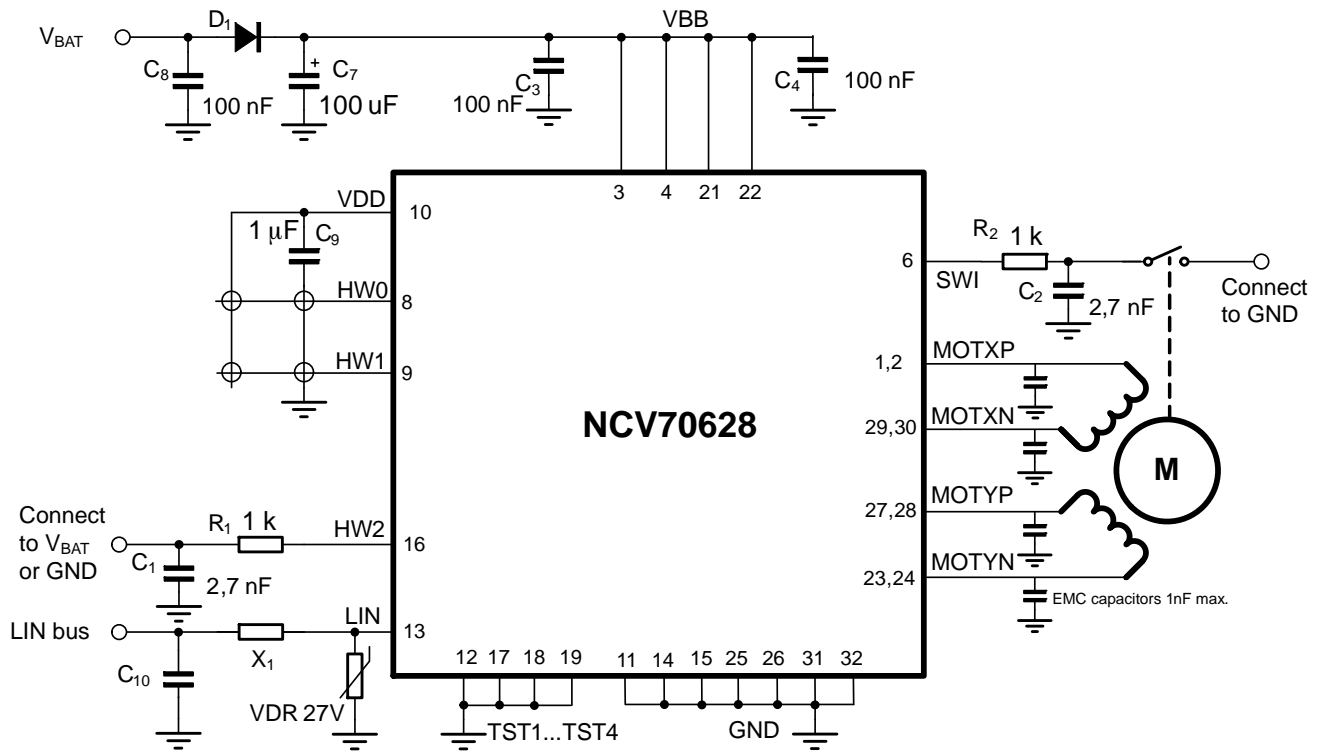 V_BAT
D₁
VBB
C₈
100 nF
+
C₇
100 uF
C₃
100 nF
C₄
100 nF
3
4
21
22
VDD
10
1 μF
C₉
HW0
8
HW1
9
R₂
1 k
6
SWI
C₂
2,7 nF
Connect
to GND
MOTXP
1,2
MOTXN
29,30
NCV70628
M
MOTYP
27,28
MOTYN
23,24
EMC capacitors 1nF max.
Connect
to V_BAT
or GND
R₁
1 k
HW2
16
C₁
2,7 nF
LIN bus
LIN
13
X₁
C₁₀
VDR 27V
12
17
18
19
11
14
15
25
26
31
32
TST1...TST4
GND